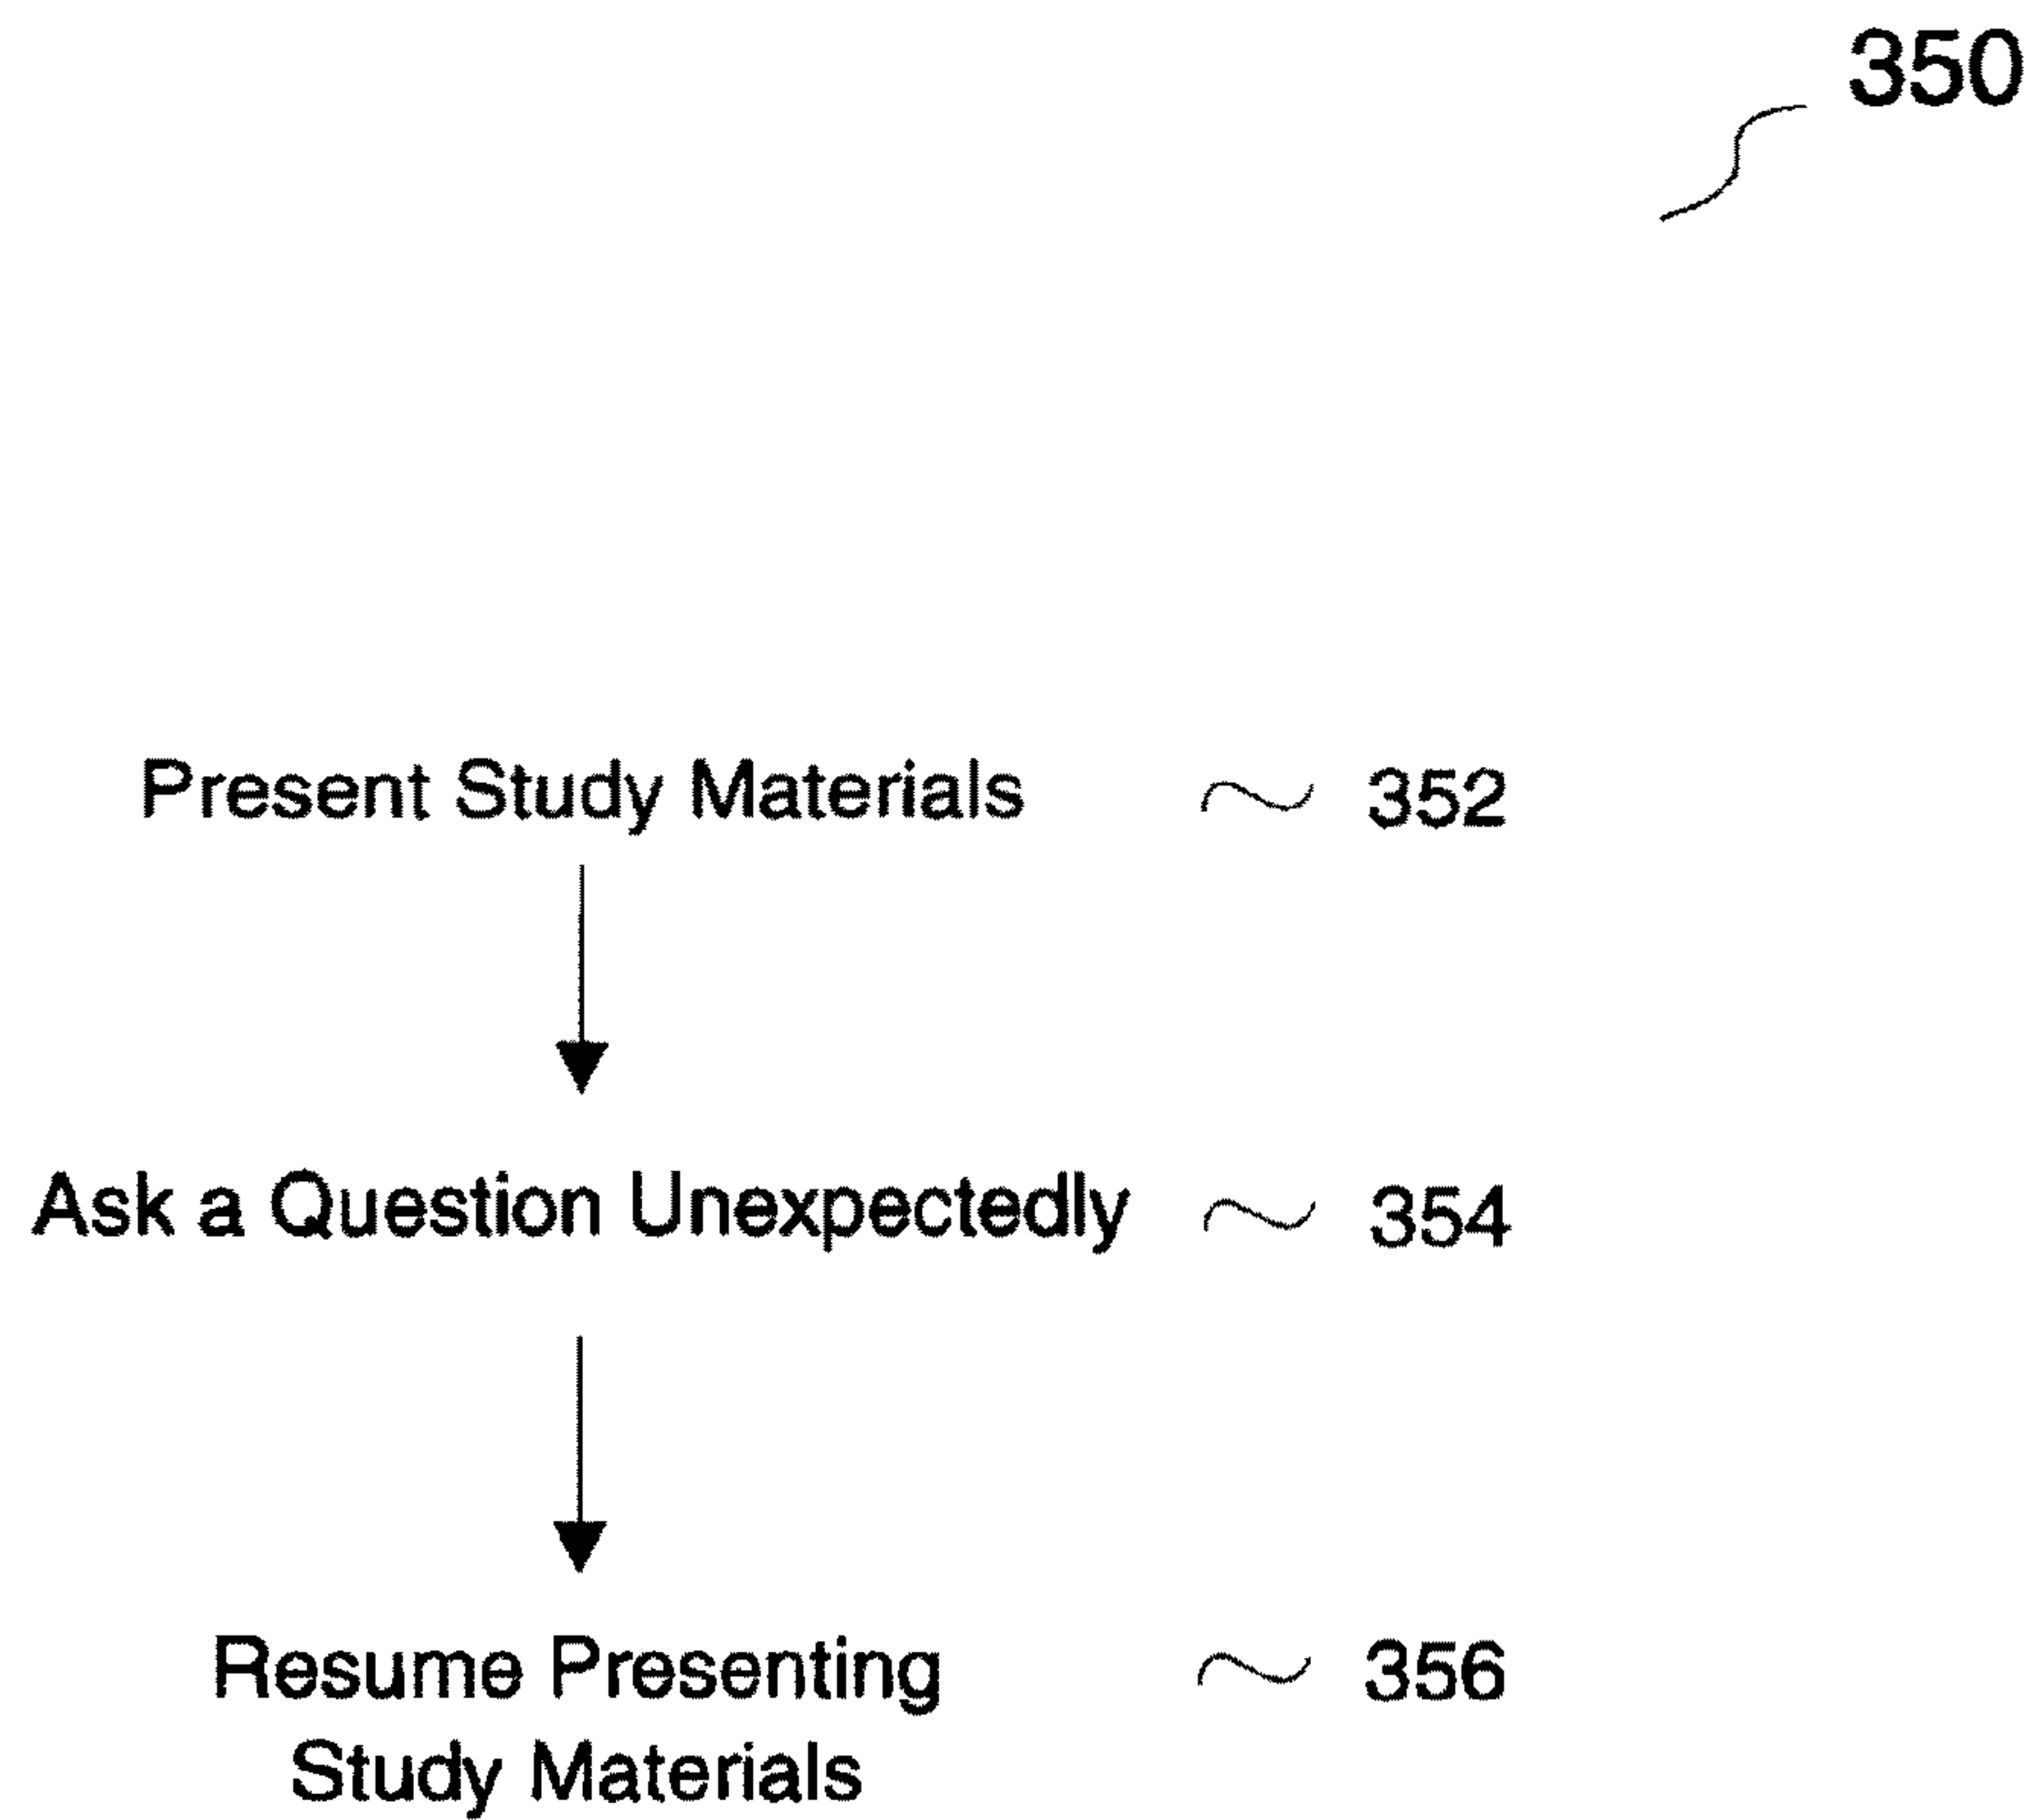 350
Present Study Materials 352
Ask a Question Unexpectedly 354
Resume Presenting 356
Study Materials